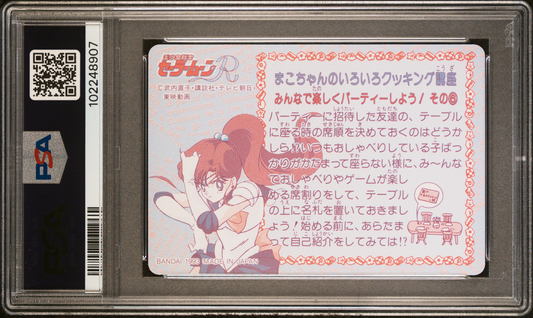 102248907
PSA
美少女戦士
セーラームーンR
©武内直子・講談社・テレビ朝日・
東映動画
まこちゃんのいろいろクッキング講座
みんなで楽しくパーティーしよう！その⑥
パーティーに招待した友達の、テーブル
に座る時の席順を決めておくのはどうか
しら？いつもおしゃべりしている子ばっ
かりがかたまって座らない様に、み〜んな
でおしゃべりやゲームが楽し
める席割りをして、テーブル
の上に名札を置いておきまし
ょう！始める前に、あらたま
って自己紹介をしてみては!?
BANDAI 1993 MADE IN JAPAN